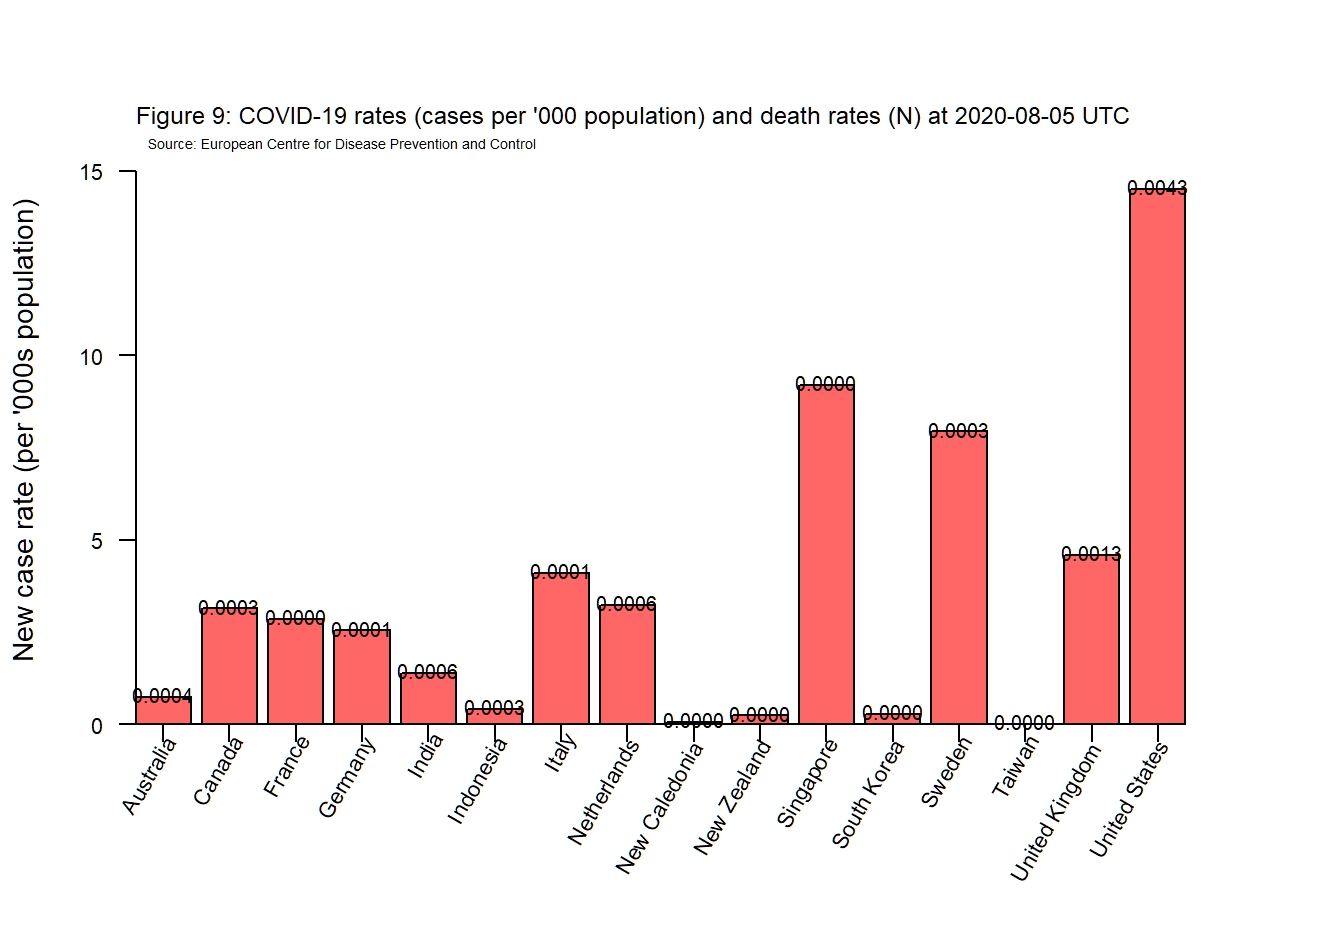 Figure 9: COVID-19 rates (cases per '000 population) and death rates (N) at 2020-08-05 UTC
Source: European Centre for Disease Prevention and Control
New case rate (per '000s population)
15
10
5
0
0.0004
0.0003
0.0000
0.0001
0.0006
0.0003
0.0001
0.0006
0.0000
0.0000
0.0000
0.0000
0.0003
0.0000
0.0013
0.0043
Australia
Canada
France
Germany
India
Indonesia
Italy
Netherlands
New Caledonia
New Zealand
Singapore
South Korea
Sweden
Taiwan
United Kingdom
United States